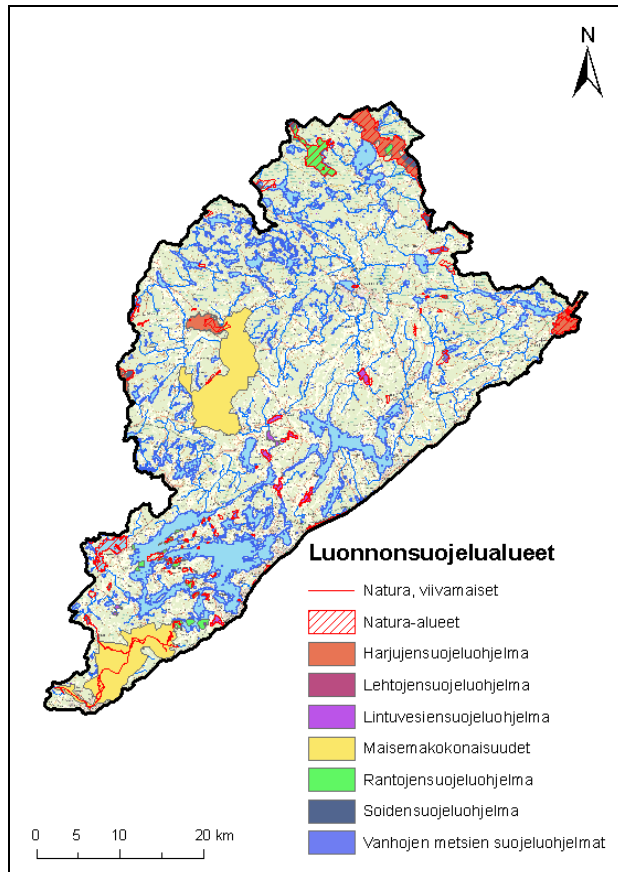 N
Luonnonsuojelualueet
Natura, viivamaiset
Natura-alueet
Harjujensuojeluohjelma
Lehtojensuojeluohjelma
Lintuvesiensuojeluohjelma
Maisemakokonaisuudet
Rantojensuojeluohjelma
Soidensuojeluohjelma
Vanhojen metsien suojeluohjelmat
0 5 10 20 km